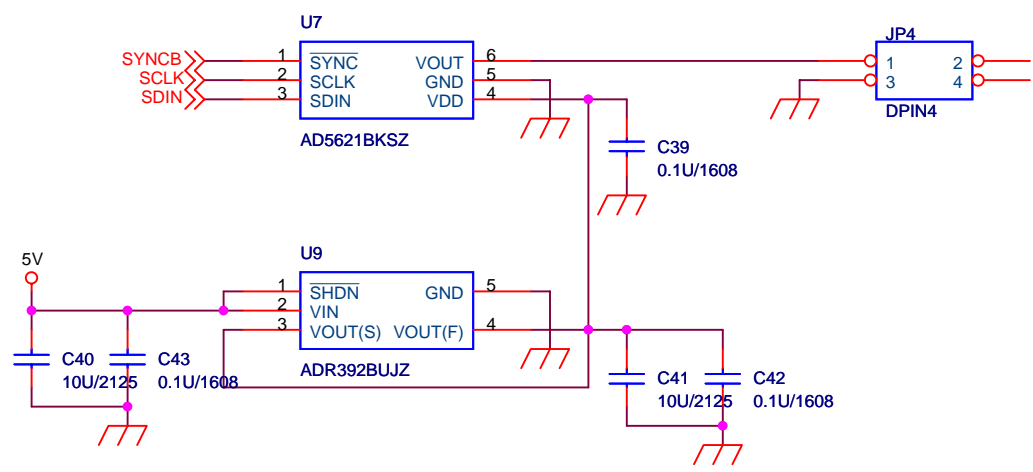 U7
SYNCB 1 SYNC VOUT 6
SCLK 2 SCLK GND 5
SDIN 3 SDIN VDD 4
AD5621BKSZ
JP4
1 2
3 4
DPIN4
C39
0.1U/1608
U9
5V
1 SHDN GND 5
2 VIN
3 VOUT(S) VOUT(F) 4
ADR392BUJZ
C40
10U/2125
C43
0.1U/1608
C41
10U/2125
C42
0.1U/1608